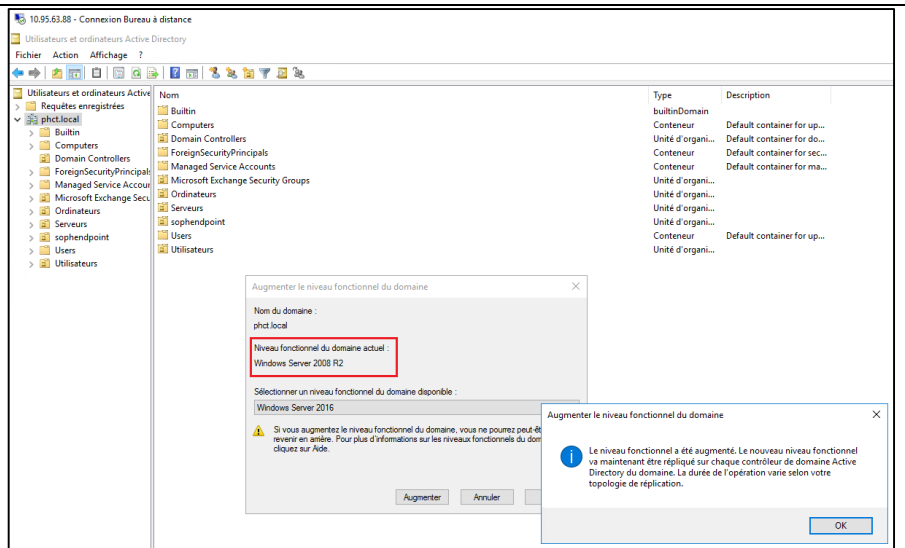 10.95.63.88 - Connexion Bureau à distance
Utilisateurs et ordinateurs Active Directory
Fichier Action Affichage ?
Utilisateurs et ordinateurs Active
Requêtes enregistrées
phct.local
Builtin
Computers
Domain Controllers
ForeignSecurityPrincipals
Managed Service Accour
Microsoft Exchange Secu
Ordinateurs
Serveurs
sophendpoint
Users
Utilisateurs
Nom Type Description
Builtin builtinDomain
Computers Conteneur Default container for up...
Domain Controllers Unité d'organi... Default container for do...
ForeignSecurityPrincipals Conteneur Default container for sec...
Managed Service Accounts Conteneur Default container for ma...
Microsoft Exchange Security Groups Unité d'organi...
Ordinateurs Unité d'organi...
Serveurs Unité d'organi...
sophendpoint Unité d'organi...
Users Conteneur Default container for up...
Utilisateurs Unité d'organi...
Augmenter le niveau fonctionnel du domaine
Nom du domaine :
phct.local
Niveau fonctionnel du domaine actuel :
Windows Server 2008 R2
Sélectionner un niveau fonctionnel du domaine disponible :
Windows Server 2016
Si vous augmentez le niveau fonctionnel du domaine, vous ne pourrez peut-êt
revenir en arrière. Pour plus d'informations sur les niveaux fonctionnels du dom
cliquez sur Aide.
Augmenter Annuler
Augmenter le niveau fonctionnel du domaine
Le niveau fonctionnel a été augmenté. Le nouveau niveau fonctionnel
va maintenant être répliqué sur chaque contrôleur de domaine Active
Directory du domaine. La durée de l'opération varie selon votre
topologie de réplication.
OK